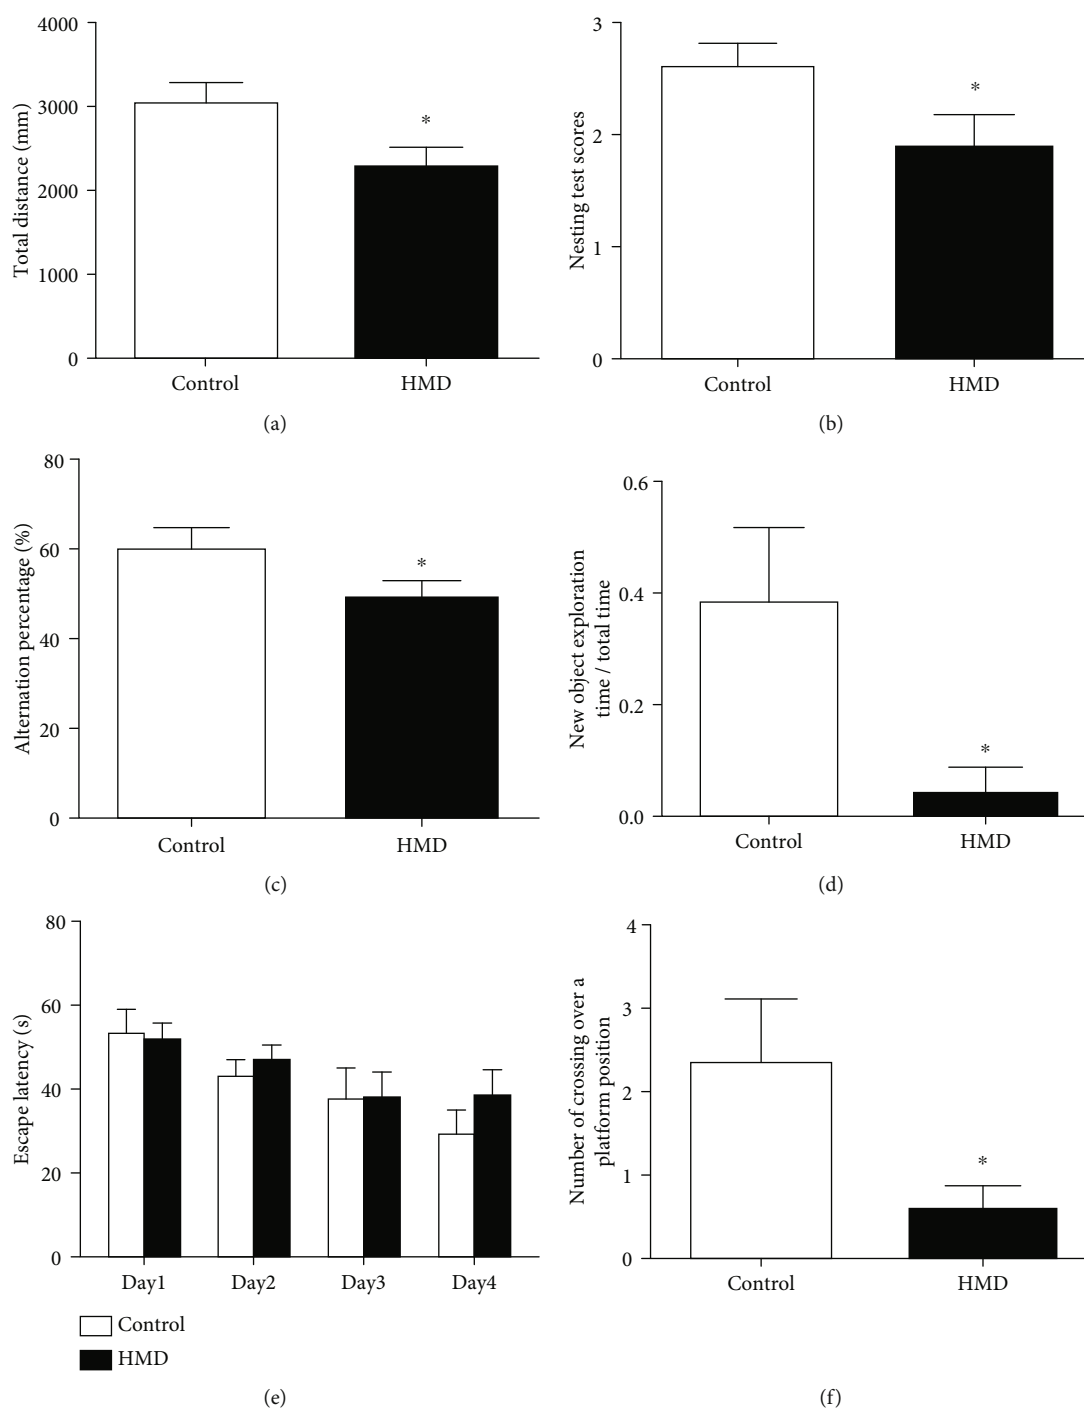 4000
3000
2000
1000
0
Total distance (mm)
*
Control
HMD
(a)
3
2
1
0
Nesting test scores
*
Control
HMD
(b)
80
60
40
20
0
Alternation percentage (%)
*
Control
HMD
(c)
0.6
0.4
0.2
0.0
New object exploration
time / total time
*
Control
HMD
(d)
80
60
40
20
0
Escape latency (s)
Day1
Day2
Day3
Day4
Control
HMD
(e)
4
3
2
1
0
Number of crossing over a
platform position
*
Control
HMD
(f)